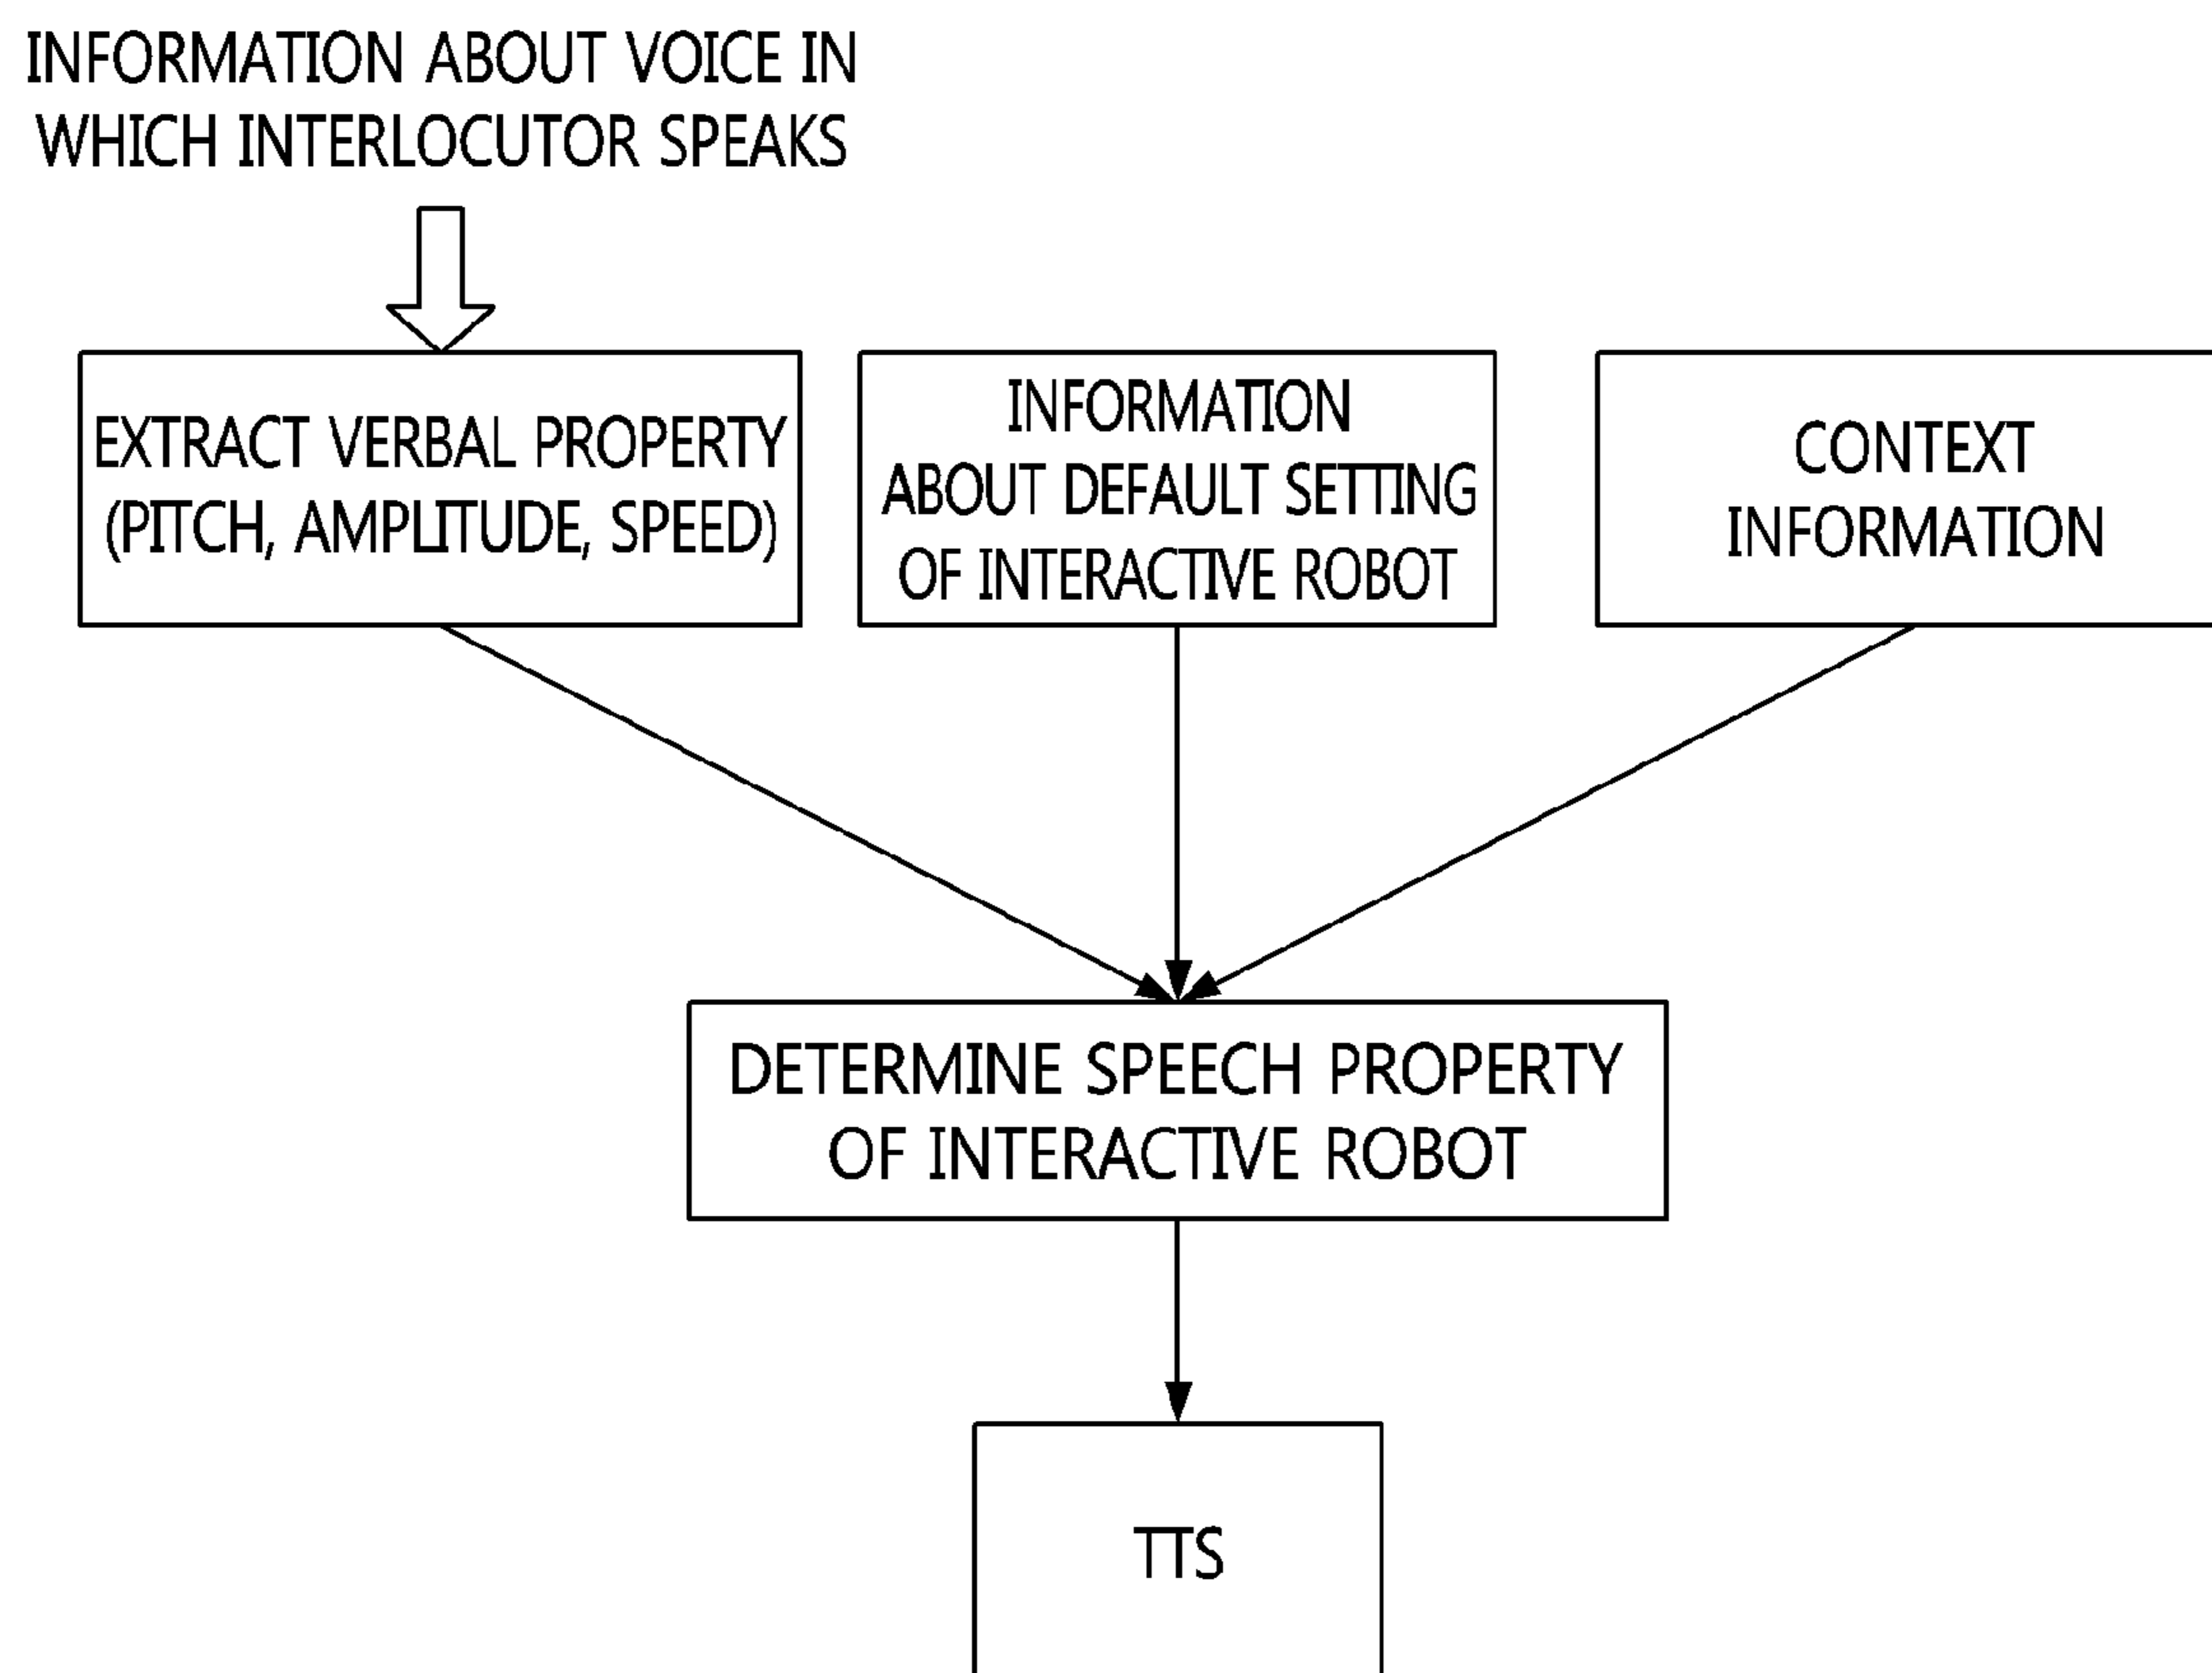 INFORMATION ABOUT VOICE IN
WHICH INTERLOCUTOR SPEAKS
EXTRACT VERBAL PROPERTY
(PITCH, AMPLITUDE, SPEED)
INFORMATION
ABOUT DEFAULT SETTING
OF INTERACTIVE ROBOT
CONTEXT
INFORMATION
DETERMINE SPEECH PROPERTY
OF INTERACTIVE ROBOT
TTS